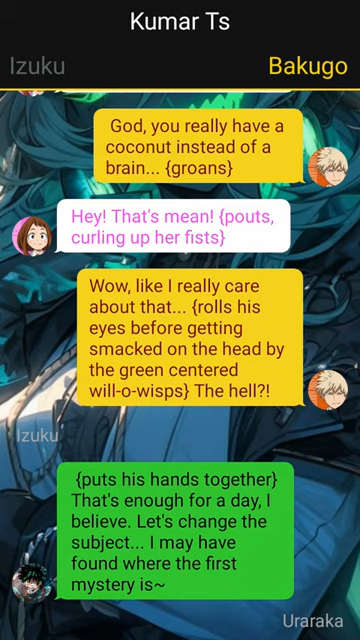 Kumar Ts
Izuku
Bakugo
God, you really have a
coconut instead of a
brain... {groans}
Hey! That's mean! {pouts,
curling up her fists}
Wow, like I really care
about that... {rolls his
eyes before getting
smacked on the head by
the green centered
will-o-wisps} The hell?!
Izuku
{puts his hands together}
That's enough for a day, I
believe. Let's change the
subject... I may have
found where the first
mystery is~
Uraraka